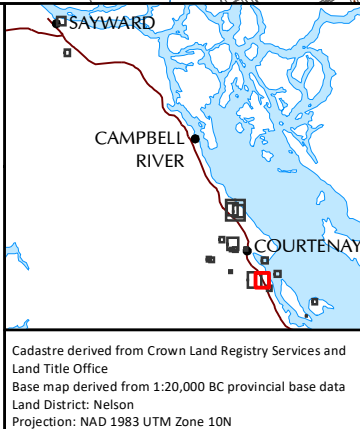 SAYWARD
CAMPBELL
RIVER
COURTENAY
Cadastre derived from Crown Land Registry Services and
Land Title Office
Base map derived from 1:20,000 BC provincial base data
Land District: Nelson
Projection: NAD 1983 UTM Zone 10N